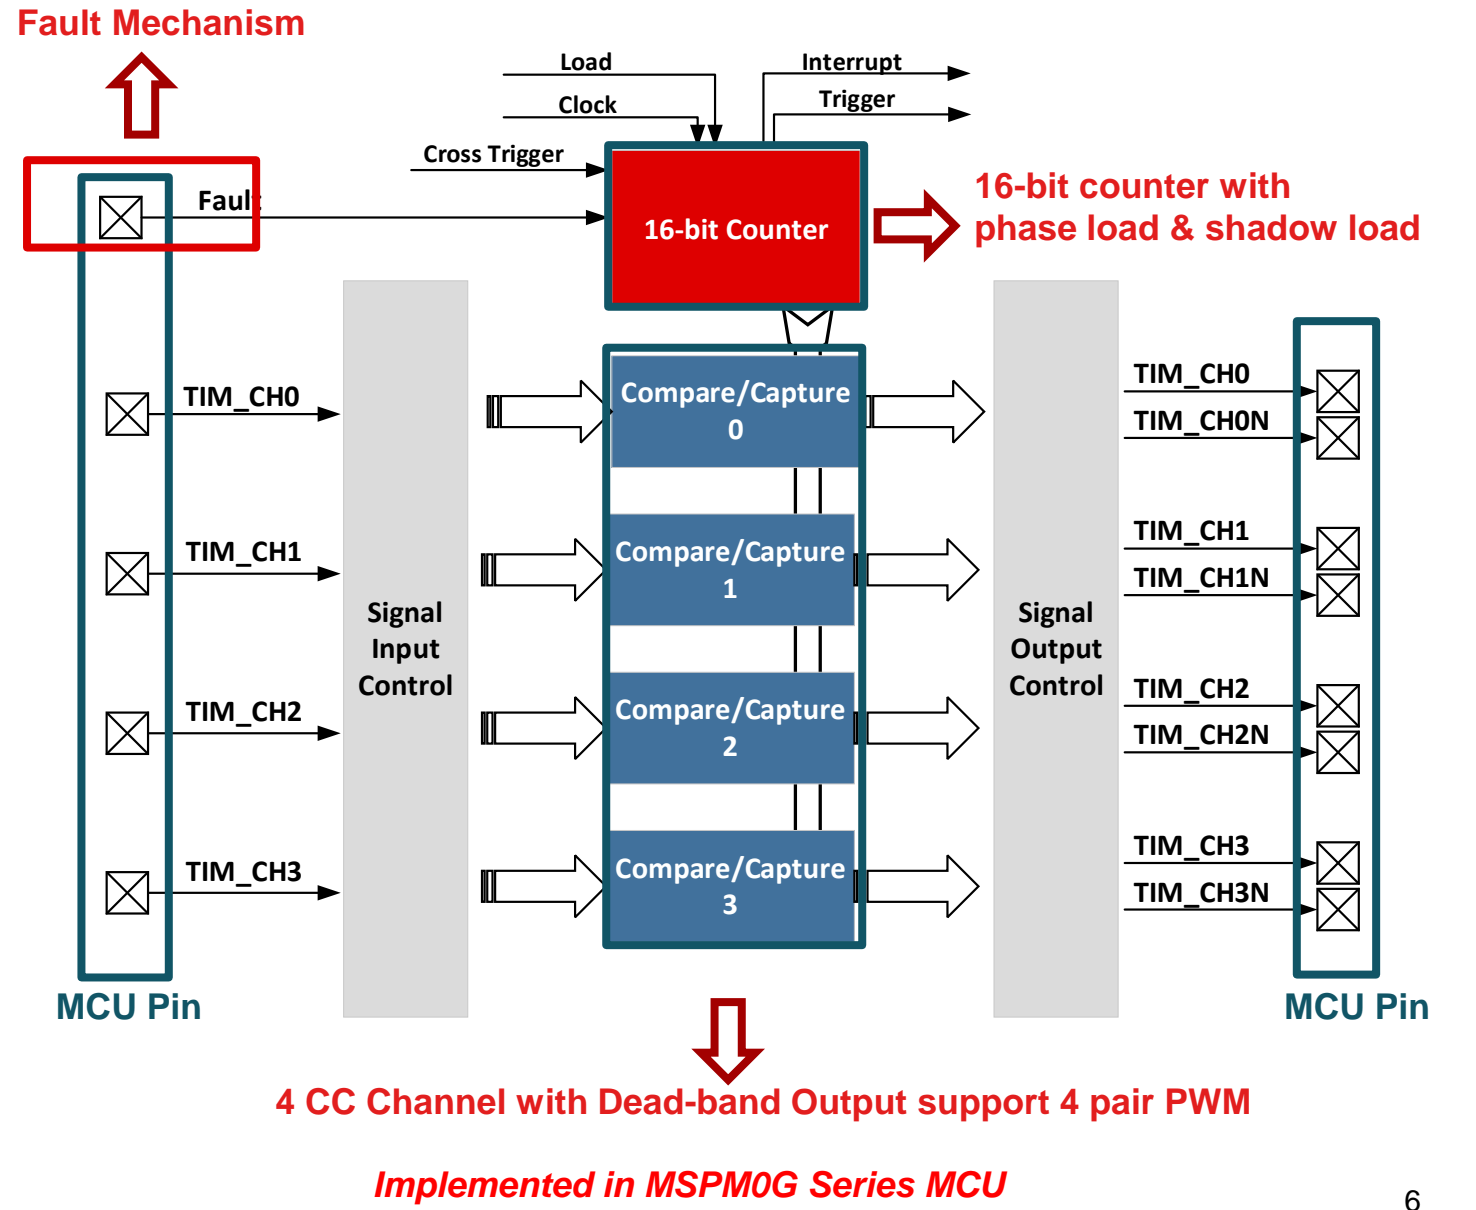 Fault Mechanism
Load
Interrupt
Clock
Trigger
Cross Trigger
Fault
16-bit Counter
16-bit counter with
phase load & shadow load
TIM_CH0
TIM_CH1
TIM_CH2
TIM_CH3
MCU Pin
Signal
Input
Control
Compare/Capture
0
Compare/Capture
1
Compare/Capture
2
Compare/Capture
3
Signal
Output
Control
TIM_CH0
TIM_CH0N
TIM_CH1
TIM_CH1N
TIM_CH2
TIM_CH2N
TIM_CH3
TIM_CH3N
MCU Pin
4 CC Channel with Dead-band Output support 4 pair PWM
Implemented in MSPM0G Series MCU
6